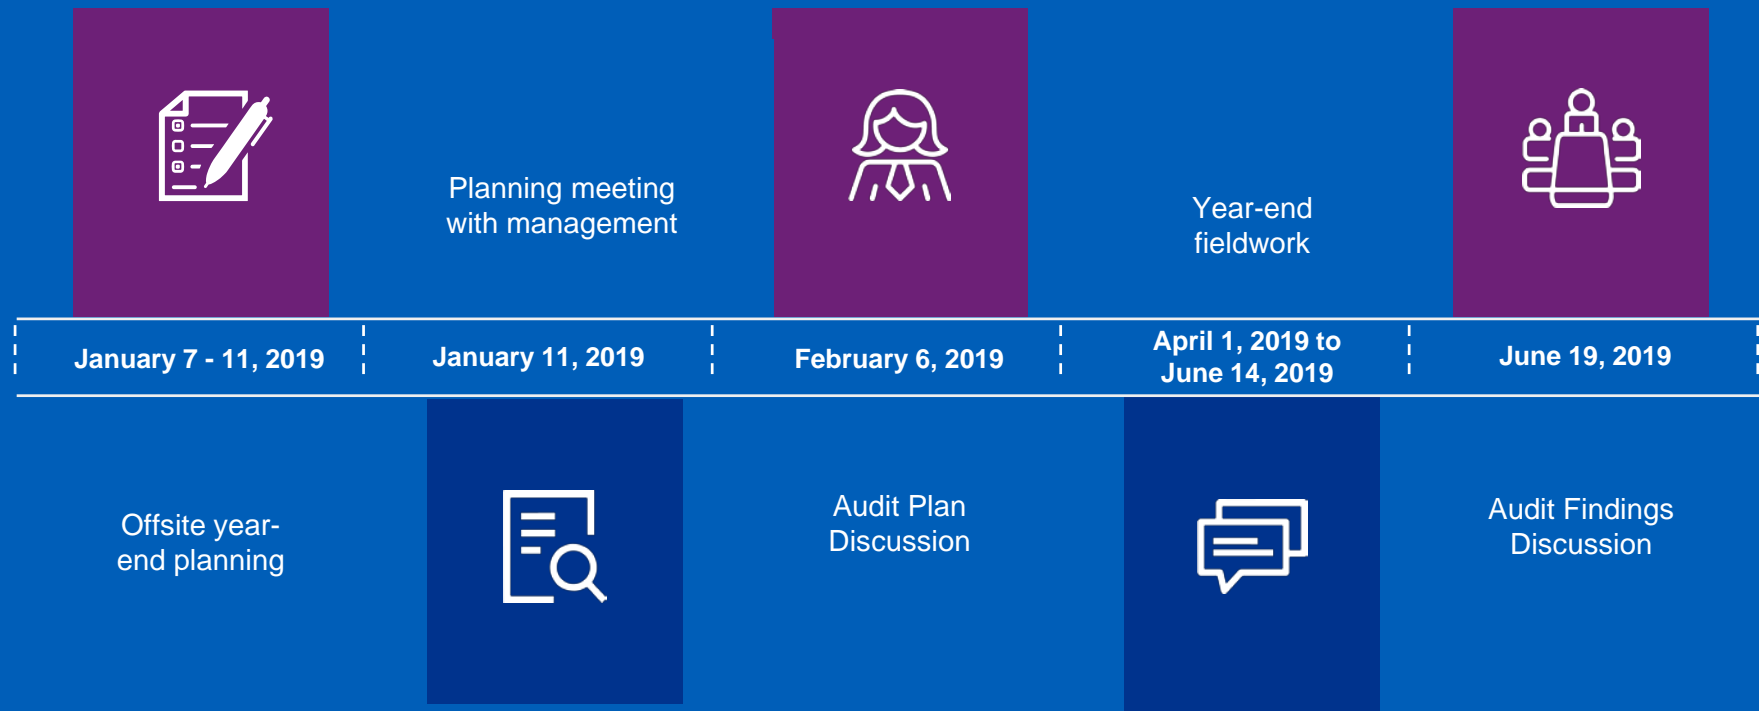 Planning meeting
with management
Year-end
fieldwork
January 7 - 11, 2019
January 11, 2019
February 6, 2019
April 1, 2019 to
June 14, 2019
June 19, 2019
Offsite year-
end planning
Audit Plan
Discussion
Audit Findings
Discussion